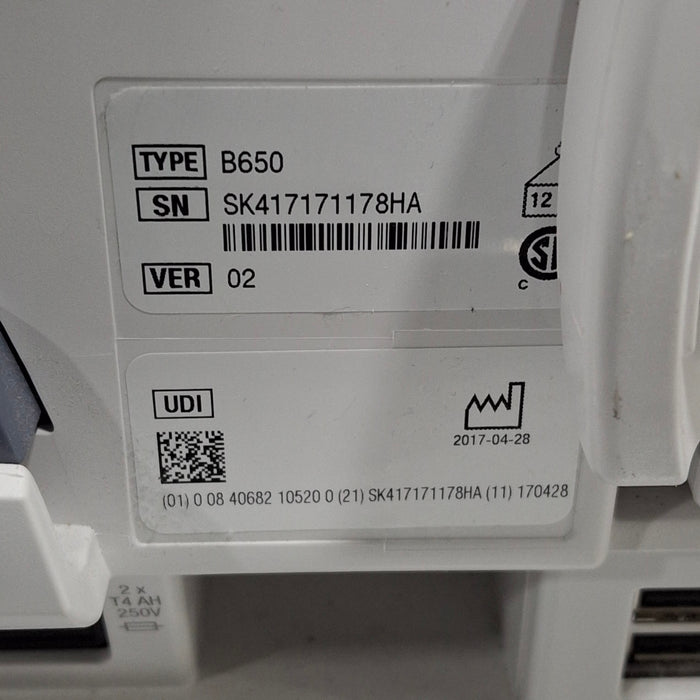 TYPE B650
SN SK417171178HA
12
VER 02
C
UDI
2017-04-28
(01) 0 08 40682 10520 0 (21) SK417171178HA (11) 170428
2 x
T4 AH
250V